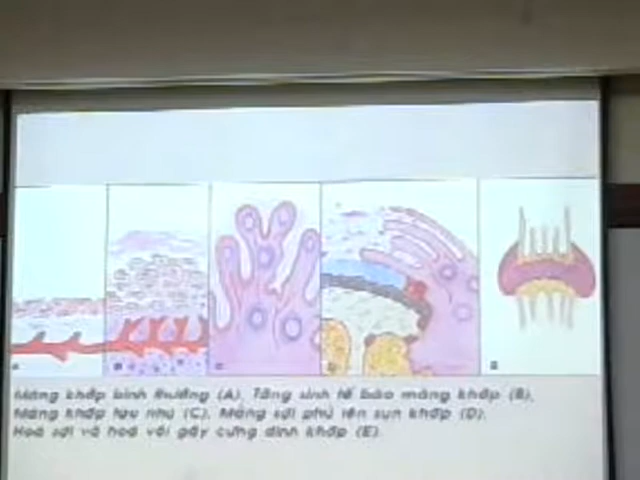 A B C D E
Màng khớp bình thường (A), Tăng sinh tế bào màng khớp (B),
Màng khớp tạo nhú (C), Màng sợi phủ lên sụn khớp (D),
Hoá sợi và hoá vôi gây cứng dính khớp (E).